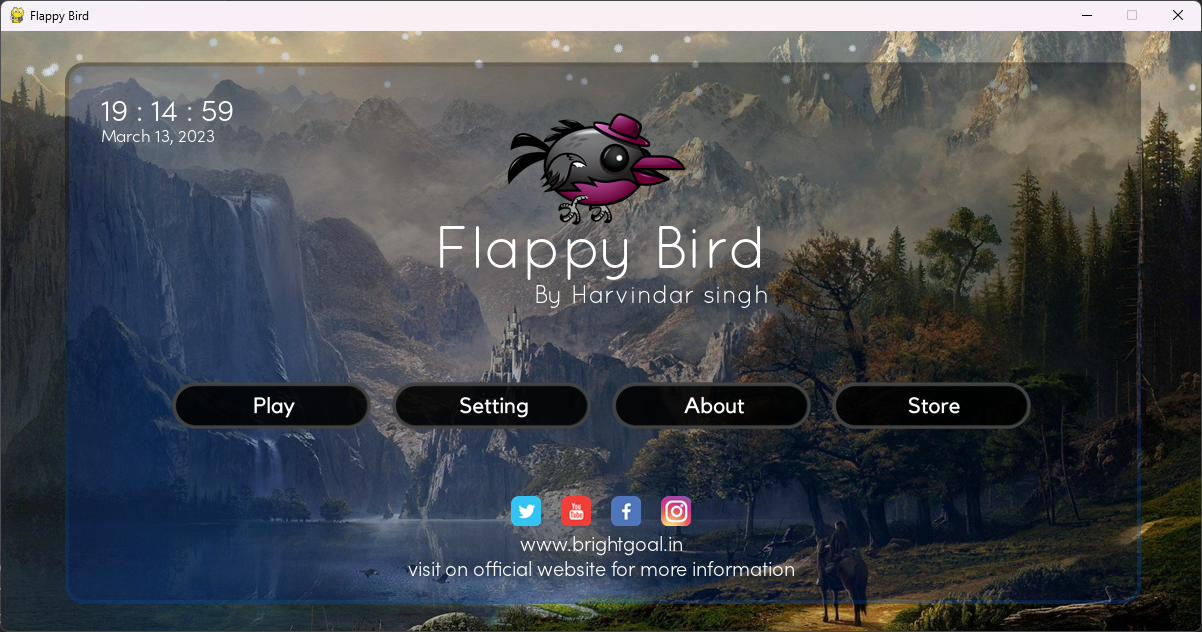 Flappy Bird
19 : 14 : 59
March 13, 2023
Flappy Bird
By Harvindar singh
Play
Setting
About
Store
You
Tube
www.brightgoal.in
visit on official website for more information